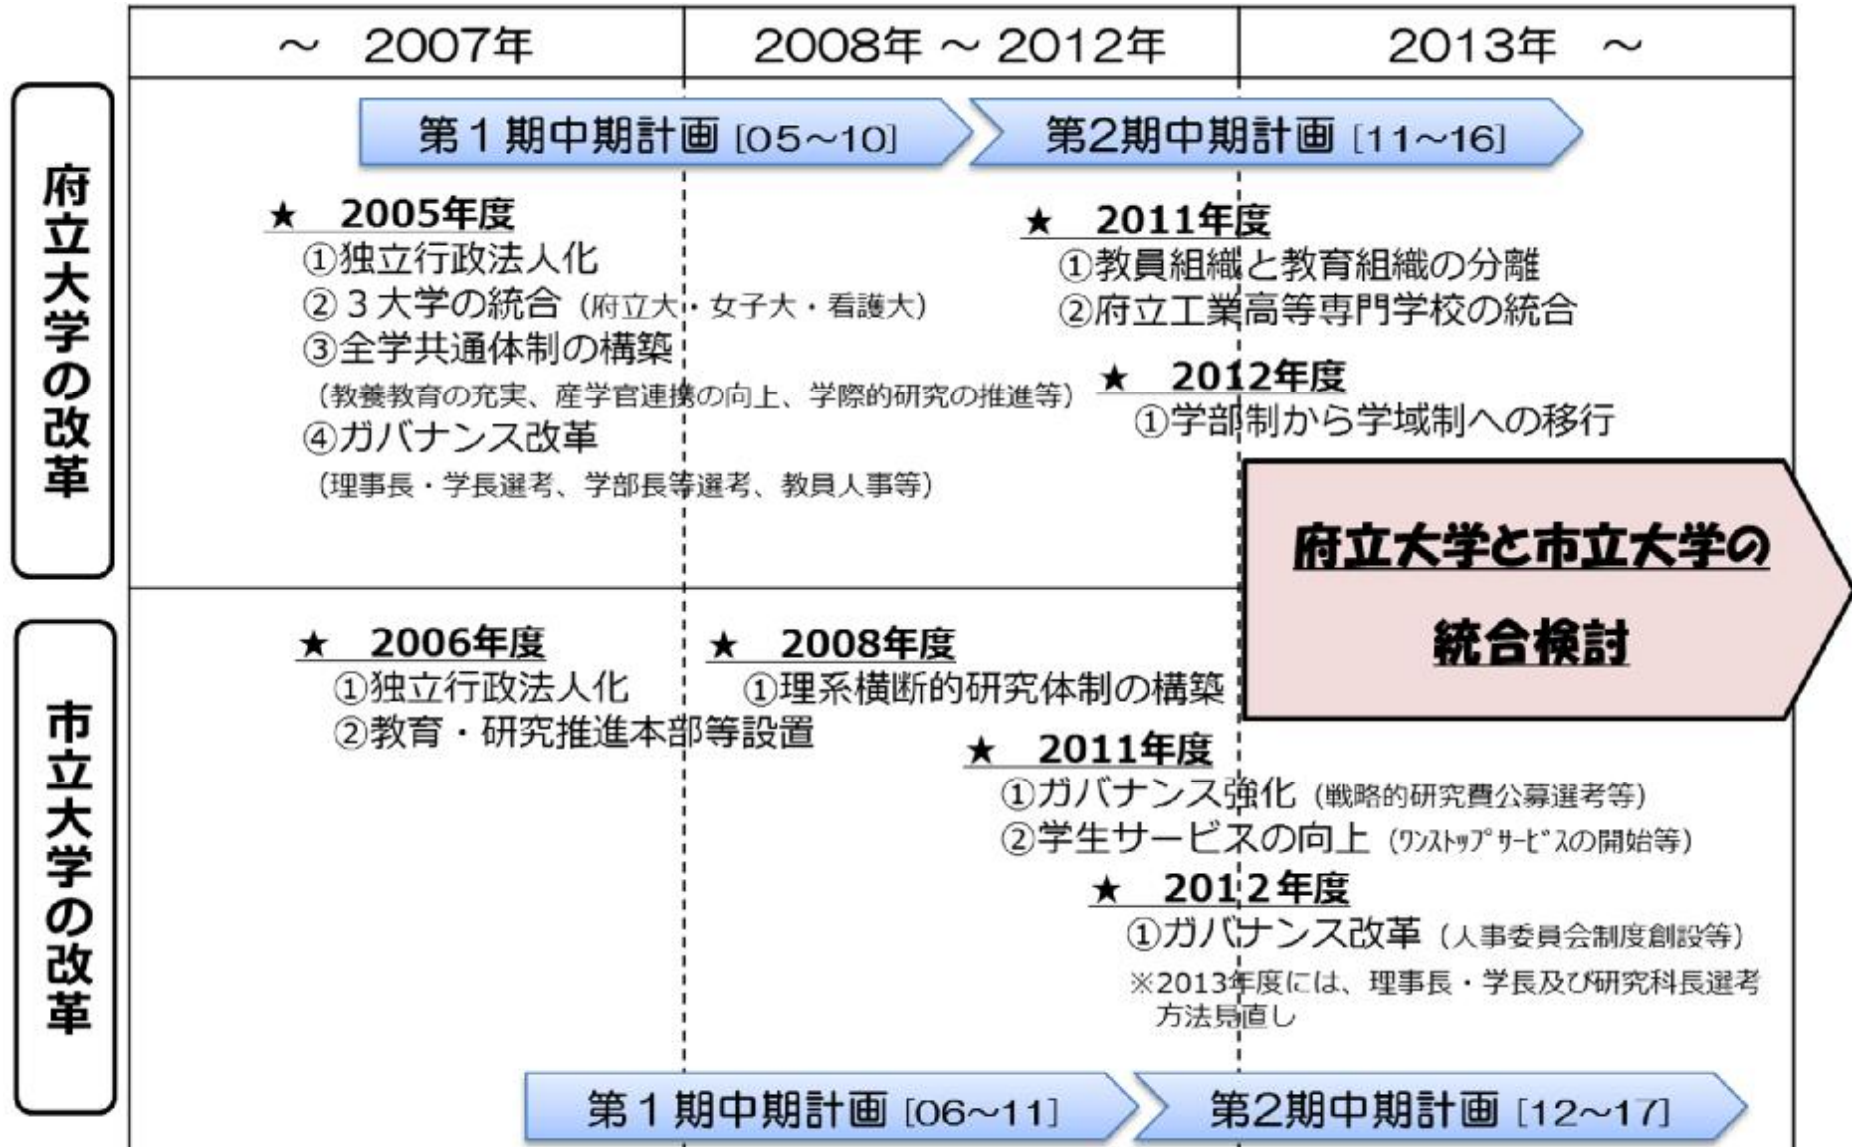 ～ 2007年
2008年 ～ 2012年
2013年 ～
府立大学の改革
第１期中期計画 [05～10]
第2期中期計画 [11～16]
★ 2005年度
①独立行政法人化
②３大学の統合（府立大・女子大・看護大）
③全学共通体制の構築
（教養教育の充実、産学官連携の向上、学際的研究の推進等）
④ガバナンス改革
（理事長・学長選考、学部長等選考、教員人事等）
★ 2011年度
①教員組織と教育組織の分離
②府立工業高等専門学校の統合
★ 2012年度
①学部制から学域制への移行
府立大学と市立大学の
統合検討
市立大学の改革
★ 2006年度
①独立行政法人化
②教育・研究推進本部等設置
★ 2008年度
①理系横断的研究体制の構築
★ 2011年度
①ガバナンス強化（戦略的研究費公募選考等）
②学生サービスの向上（ﾜﾝｽﾄｯﾌﾟｻｰﾋﾞｽの開始等）
★ 201２年度
①ガバナンス改革（人事委員会制度創設等）
※2013年度には、理事長・学長及び研究科長選考
方法見直し
第１期中期計画 [06～11]
第2期中期計画 [12～17]